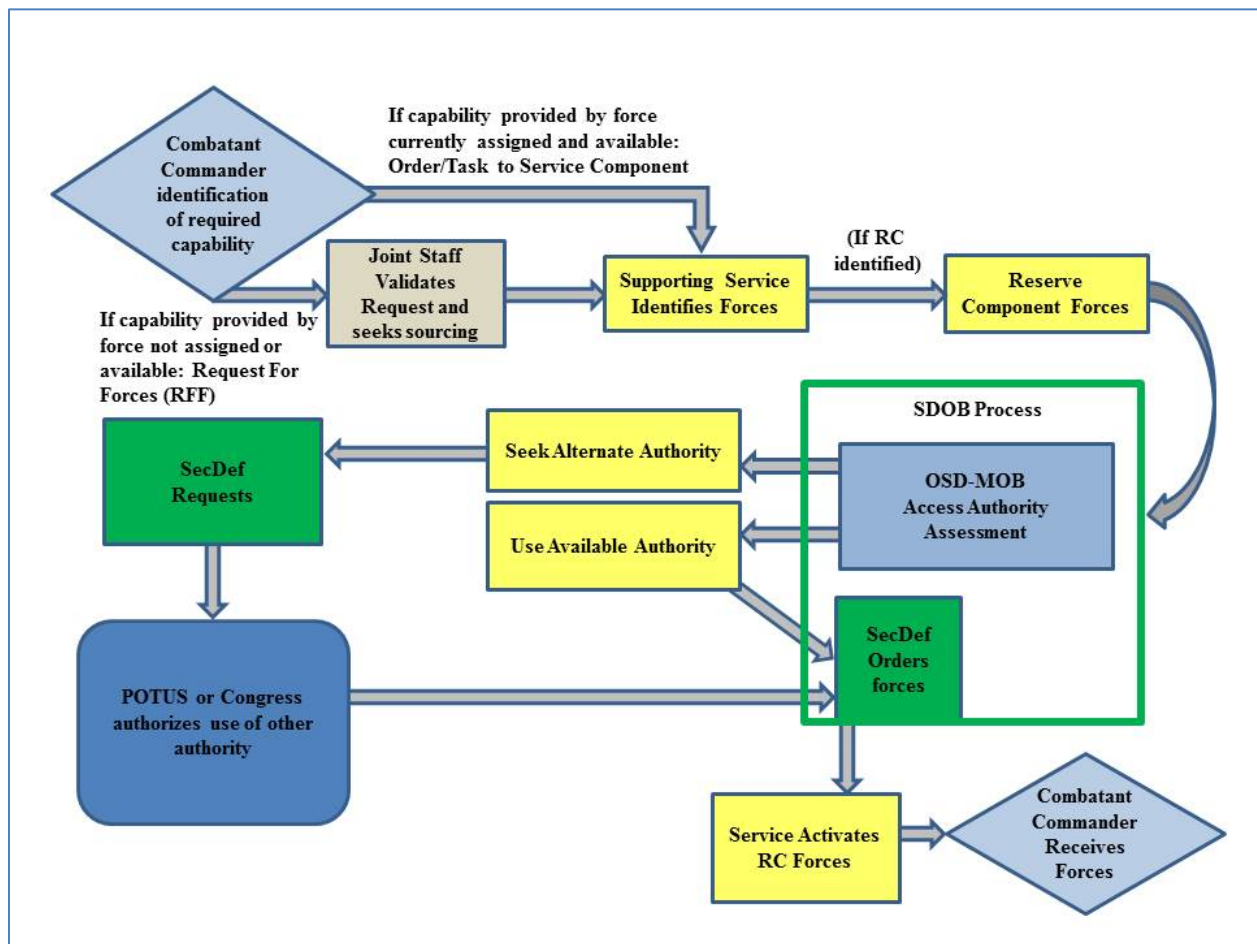 Combatant
Commander
identification
of required
capability
If capability provided by force
currently assigned and available:
Order/Task to Service Component
Joint Staff
Validates
Request and
seeks sourcing
Supporting Service
Identifies Forces
(If RC
identified)
Reserve
Component Forces
If capability provided by
force not assigned or
available: Request For
Forces (RFF)
SDOB Process
OSD-MOB
Access Authority
Assessment
Seek Alternate Authority
Use Available Authority
SecDef
Requests
POTUS or Congress
authorizes use of other
authority
SecDef
Orders
forces
Service Activates
RC Forces
Combatant
Commander
Receives
Forces